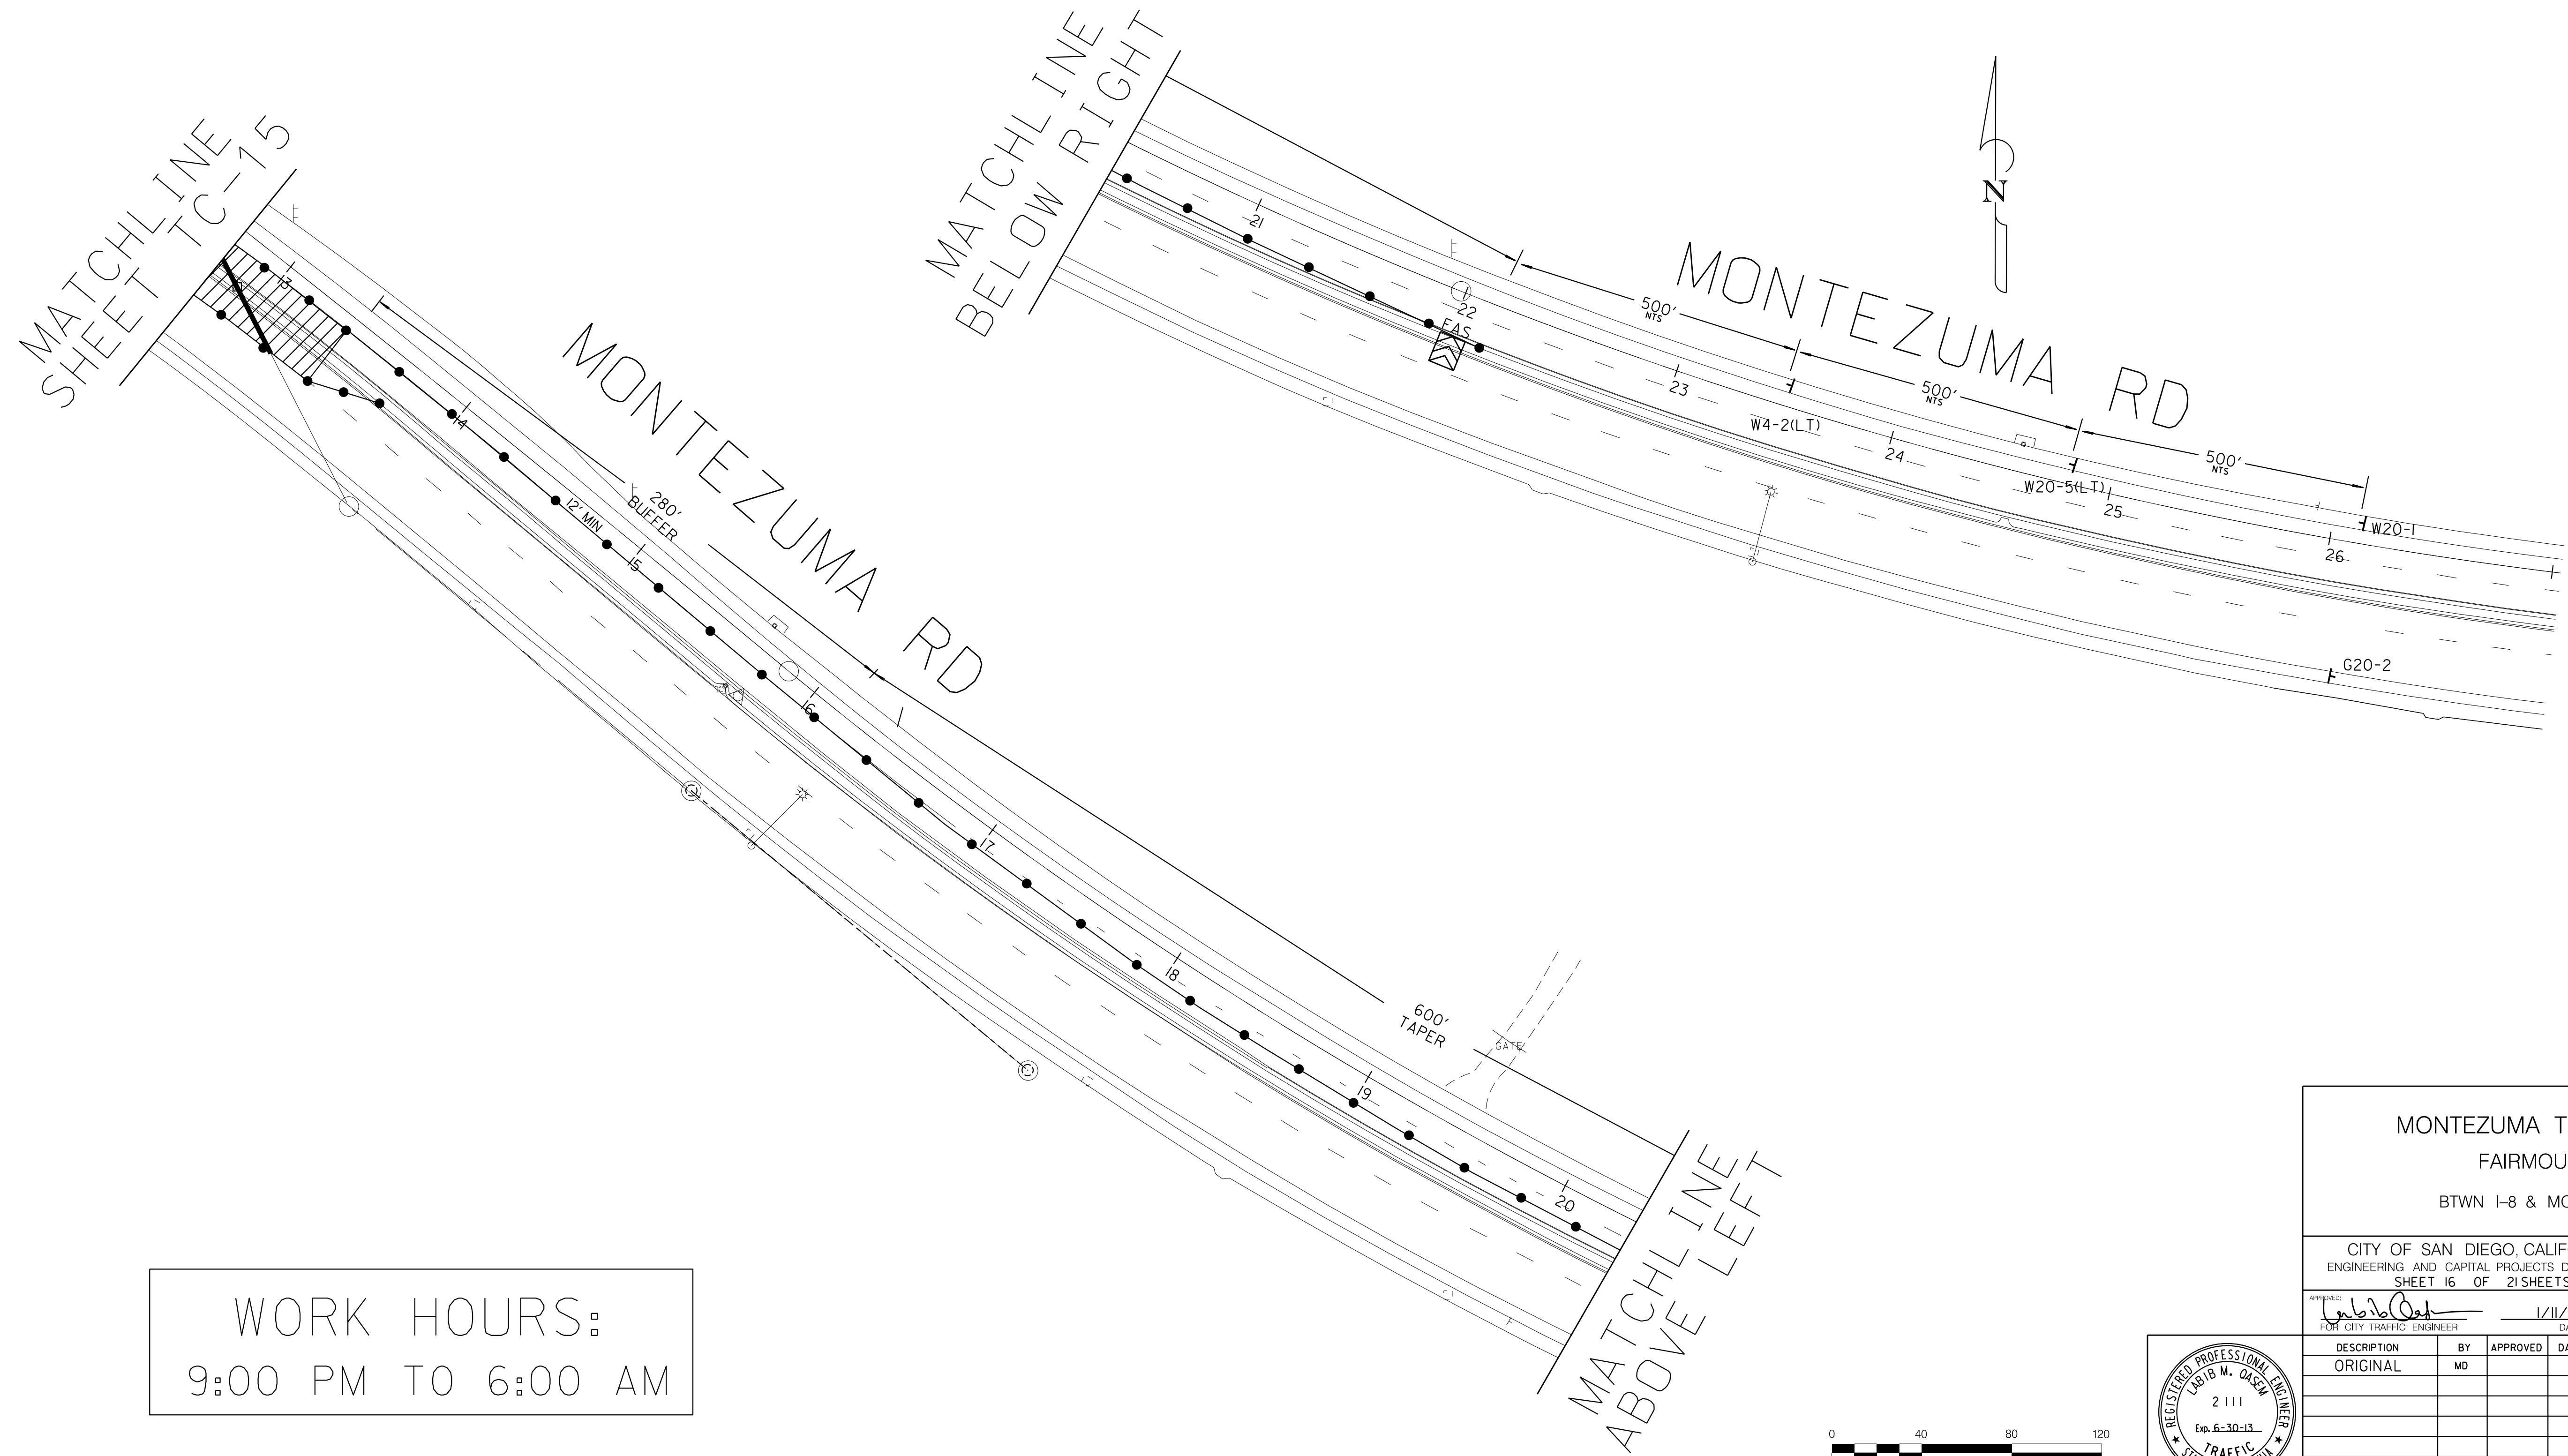 MATCHLINE
SHEET TC-15
MATCHLINE
BELOW RIGHT
N
MONTEZUMA RD
500'
NTS
500'
NTS
500'
NTS
21
22
FAS
23
W4-2(LT)
24
W20-5(LT)
25
W20-1
26
G20-2
MONTEZUMA RD
13
14
280'
BUFFER
12' MIN
15
16
17
18
600'
TAPER
GATE
19
20
MATCHLINE
ABOVE LEFT
WORK HOURS:
9:00 PM TO 6:00 AM
0 40 80 120
MONTEZUMA
BTWN I-8 &
CITY OF SAN DIEGO,
ENGINEERING AND CAPITAL PROJECTS
SHEET 16 OF 21 SHEETS
APPROVED:
1/11/
FOR CITY TRAFFIC ENGINEER
DESCRIPTION BY APPROVED
ORIGINAL MD
REGISTERED PROFESSIONAL ENGINEER
LABIB M. QASEM
2111
Exp. 6-30-13
TRAFFIC